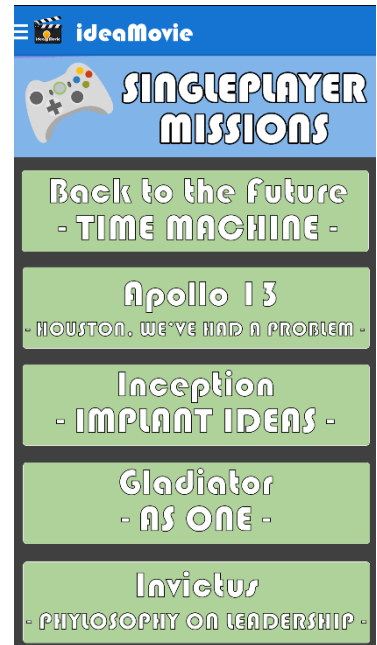 ideaMovie
SINGLEPLAYER
MISSIONS
Back to the Future
- TIME MACHINE -
Apollo 13
- HOUSTON, WE'VE HAD A PROBLEM -
Inception
- IMPLANT IDEAS -
Gladiator
- AS ONE -
Invictus
- PHYLOSOPHY ON LEADERSHIP -